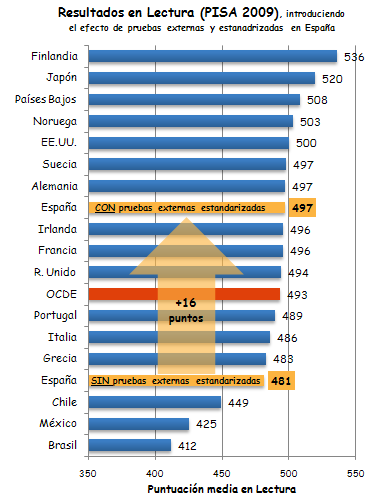 Resultados en Lectura (PISA 2009), introduciendo
el efecto de pruebas externas y estanadrizadas en España
Finlandia 536
Japón 520
Países Bajos 508
Noruega 503
EE.UU. 500
Suecia 497
Alemania 497
España CON pruebas externas estandarizadas 497
Irlanda 496
Francia 496
R. Unido 494
OCDE 493
+16
puntos
Portugal 489
Italia 486
Grecia 483
España SIN pruebas externas estandarizadas 481
Chile 449
México 425
Brasil 412
350 400 450 500 550
Puntuación media en Lectura